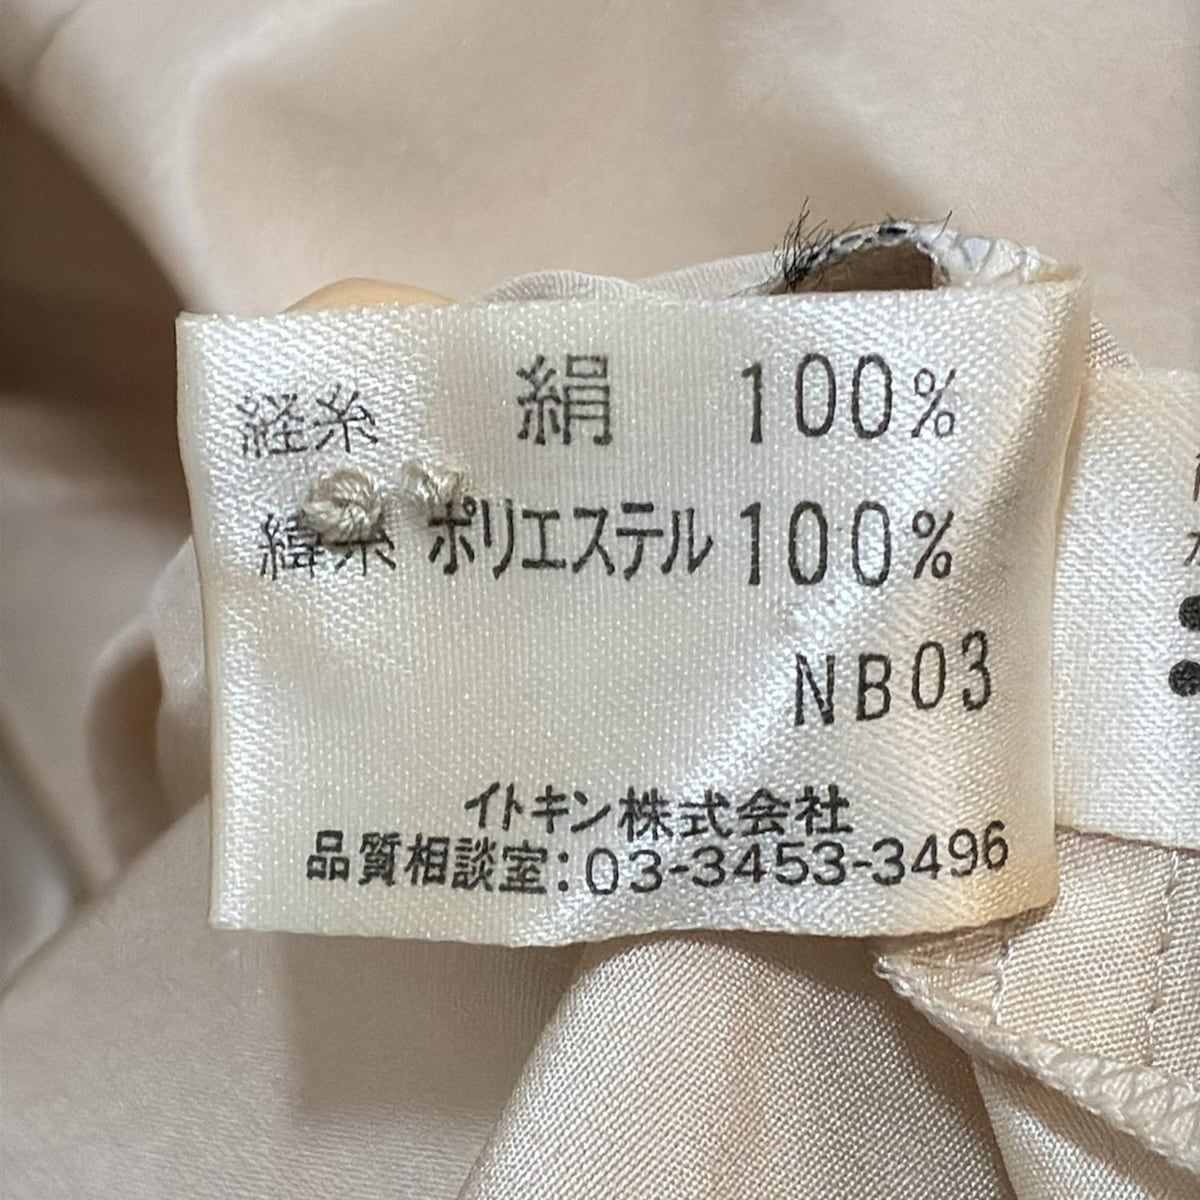 経糸 絹 100%
緯糸 ポリエステル 100%
NB03
イトキン株式会社
品質相談室:03-3453-3496